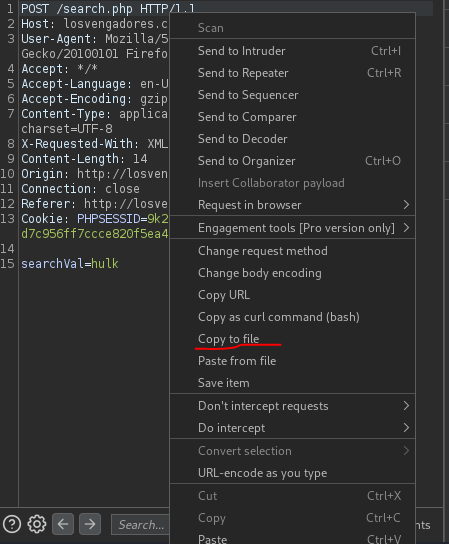 1 POST /search.php HTTP/1.1
2 Host: losvengadores.c
3 User-Agent: Mozilla/5
Gecko/20100101 Firefo
4 Accept: */*
5 Accept-Language: en-U
6 Accept-Encoding: gzip
7 Content-Type: applica
charset=UTF-8
8 X-Requested-With: XML
9 Content-Length: 14
10 Origin: http://losven
11 Connection: close
12 Referer: http://losve
13 Cookie: PHPSESSID=9k2
d7c956ff7ccce820f5ea4
14
15 searchVal=hulk
Scan
Send to Intruder Ctrl+I
Send to Repeater Ctrl+R
Send to Sequencer
Send to Comparer
Send to Decoder
Send to Organizer Ctrl+O
Insert Collaborator payload
Request in browser >
Engagement tools [Pro version only] >
Change request method
Change body encoding
Copy URL
Copy as curl command (bash)
Copy to file
Paste from file
Save item
Don't intercept requests >
Do intercept >
Convert selection >
URL-encode as you type
Cut Ctrl+X
Copy Ctrl+C
Paste Ctrl+V
Search...
nts